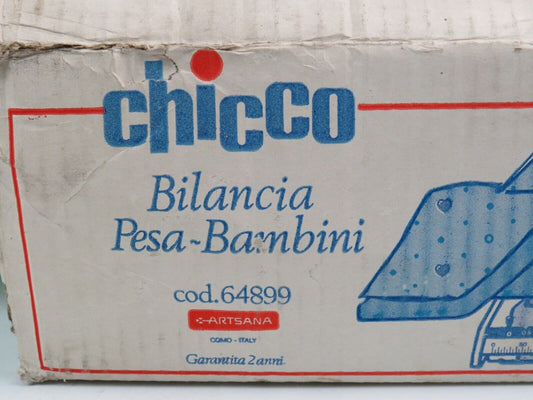 chicco
Bilancia
Pesa-Bambini
cod.64899
ARTSANA
COMO - ITALY
Garantita 2 anni